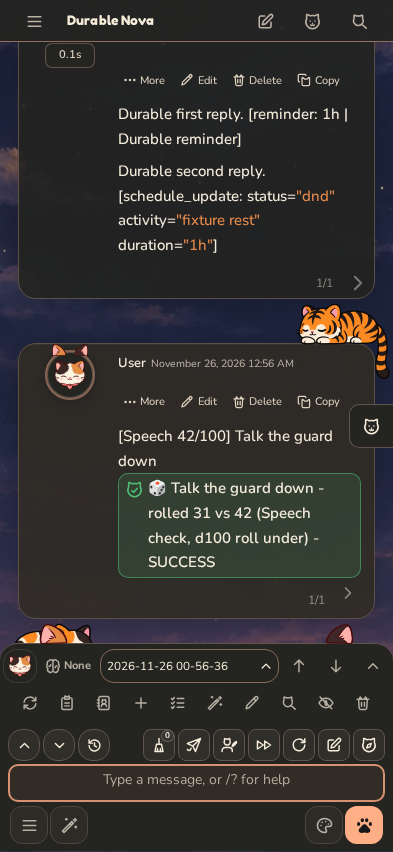 Durable Nova
0.1s
More Edit Delete Copy
Durable first reply. [reminder: 1h |
Durable reminder]
Durable second reply.
[schedule_update: status="dnd"
activity="fixture rest"
duration="1h"]
1/1
User November 26, 2026 12:56 AM
More Edit Delete Copy
[Speech 42/100] Talk the guard
down
🎲 Talk the guard down -
rolled 31 vs 42 (Speech
check, d100 roll under) -
SUCCESS
1/1
None 2026-11-26 00-56-36
0
Type a message, or /? for help